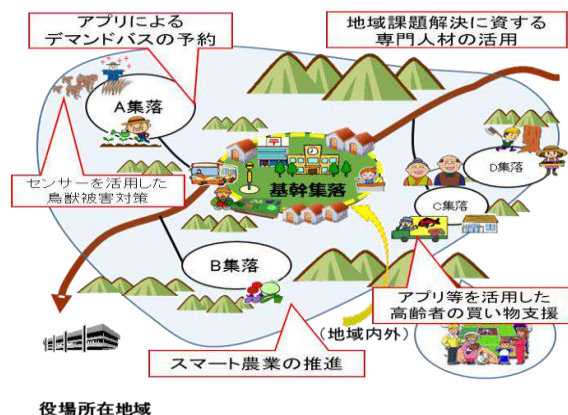 アプリによる
デマンドバスの予約
地域課題解決に資する
専門人材の活用
A集落
センサーを活用した
鳥獣被害対策
基幹集落
D集落
C集落
B集落
アプリ等を活用した
高齢者の買い物支援
（地域内外）
スマート農業の推進
役場所在地域